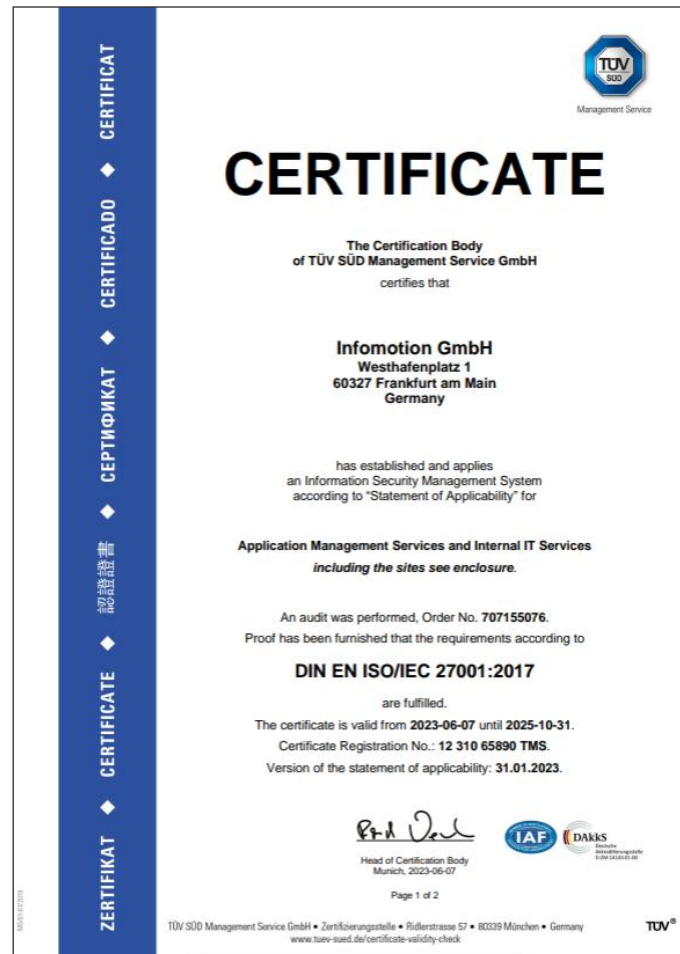 TÜV
SÜD
Management Service
CERTIFICATE
The Certification Body
of TÜV SÜD Management Service GmbH
certifies that
Infomotion GmbH
Westhafenplatz 1
60327 Frankfurt am Main
Germany
has established and applies
an Information Security Management System
according to “Statement of Applicability” for
Application Management Services and Internal IT Services
including the sites see enclosure.
An audit was performed, Order No. 707155076.
Proof has been furnished that the requirements according to
DIN EN ISO/IEC 27001:2017
are fulfilled.
The certificate is valid from 2023-06-07 until 2025-10-31.
Certificate Registration No.: 12 310 65890 TMS.
Version of the statement of applicability: 31.01.2023.
IAF
DAkkS
Deutsche
Akkreditierungsstelle
D-ZM-14143-01-00
Head of Certification Body
Munich, 2023-06-07
Page 1 of 2
TÜV SÜD Management Service GmbH • Zertifizierungsstelle • Ridlerstrasse 57 • 80339 München • Germany
www.tuev-sued.de/certificate-validity-check
TÜV®
ZERTIFIKAT ◆ CERTIFICATE ◆ 認證證書 ◆ СЕРТИФИКАТ ◆ CERTIFICADO ◆ CERTIFICAT